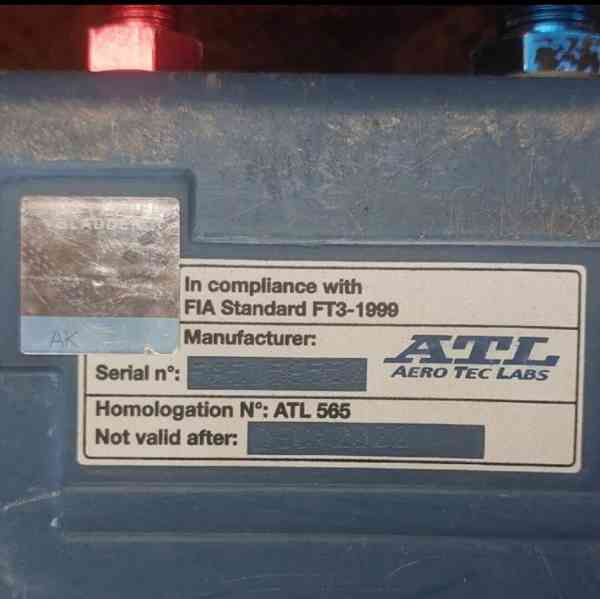 AK
In compliance with
FIA Standard FT3-1999
Manufacturer:
ATL
AERO TEC LABS
Serial n°:
Homologation N°: ATL 565
Not valid after: